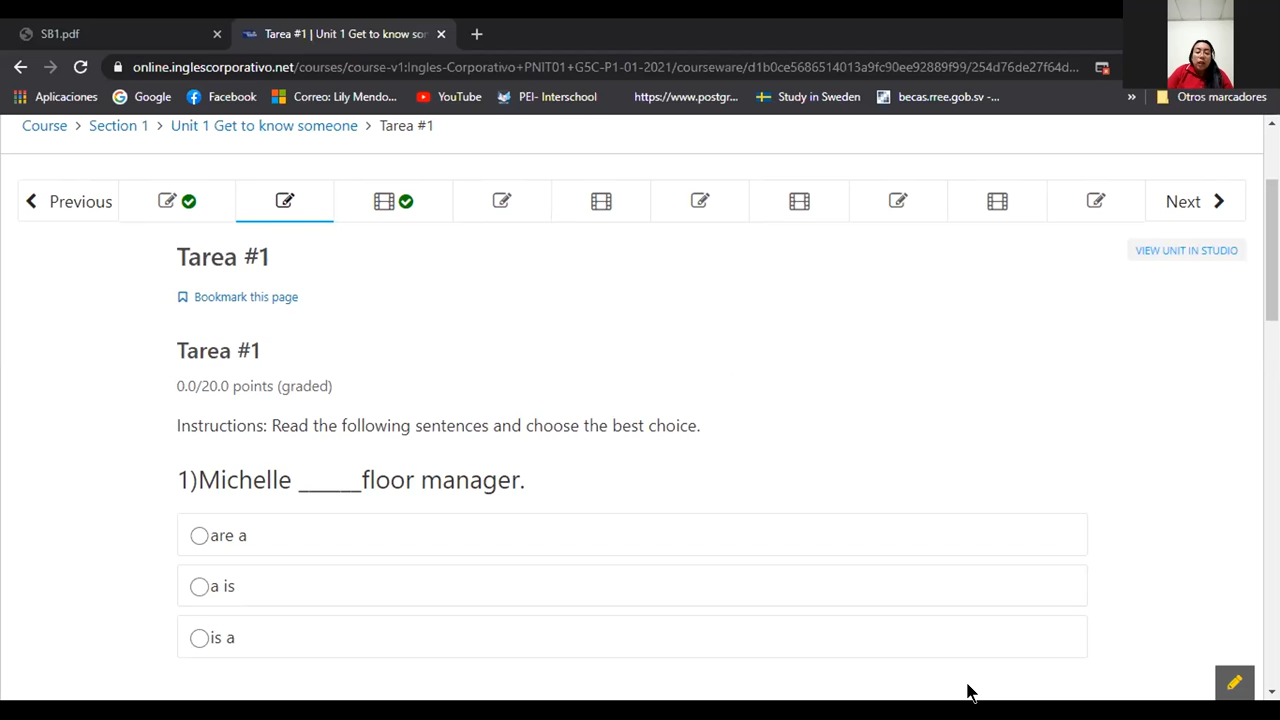 SB1.pdf
Tarea #1 | Unit 1 Get to know son
online.inglescorporativo.net/courses/course-v1:Ingles-Corporativo+PNIT01+G5C-P1-01-2021/courseware/d1b0ce5686514013a9fc90ee92889f99/254d76de27f64d...
Aplicaciones Google Facebook Correo: Lily Mendo... YouTube PEI- Interschool https://www.postgr... Study in Sweden becas.rree.gob.sv -... » Otros marcadores
Course > Section 1 > Unit 1 Get to know someone > Tarea #1
Previous Next
Tarea #1
VIEW UNIT IN STUDIO
Bookmark this page
Tarea #1
0.0/20.0 points (graded)
Instructions: Read the following sentences and choose the best choice.
1)Michelle _____floor manager.
are a
a is
is a